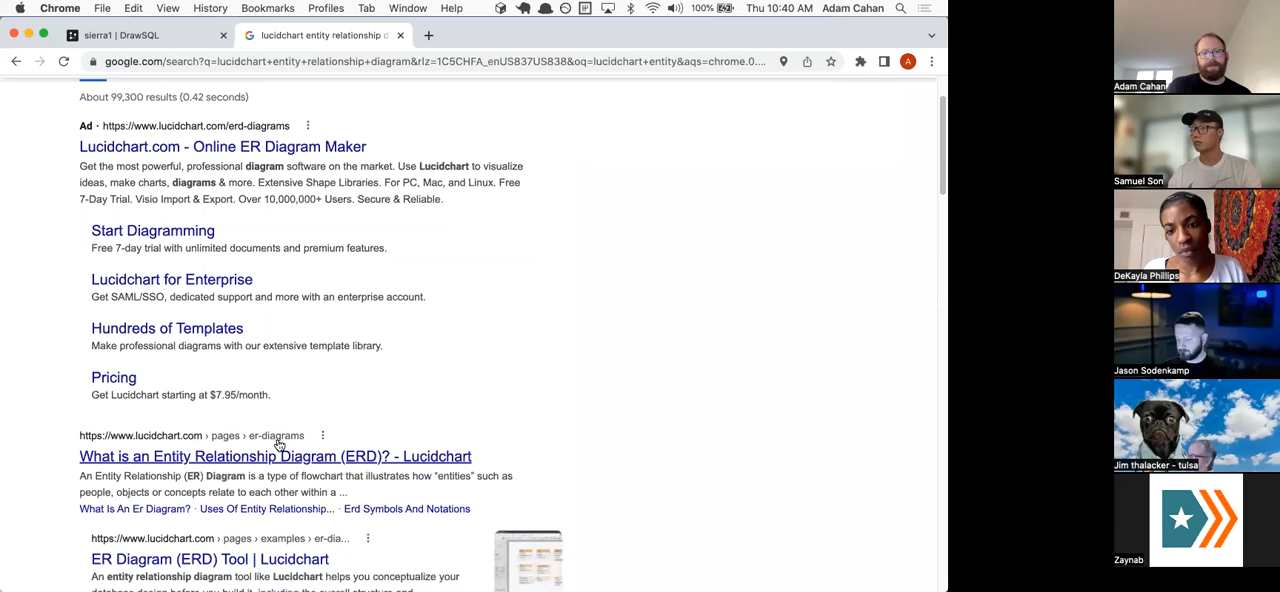 Chrome File Edit View History Bookmarks Profiles Tab Window Help 100% Thu 10:40 AM Adam Cahan
sierra1 | DrawSQL
lucidchart entity relationship d
google.com/search?q=lucidchart+entity+relationship+diagram&rlz=1C5CHFA_enUS837US838&oq=lucidchart+entity&aqs=chrome.0....
A
About 99,300 results (0.42 seconds)
Ad · https://www.lucidchart.com/erd-diagrams
Lucidchart.com - Online ER Diagram Maker
Get the most powerful, professional diagram software on the market. Use Lucidchart to visualize
ideas, make charts, diagrams & more. Extensive Shape Libraries. For PC, Mac, and Linux. Free
7-Day Trial. Visio Import & Export. Over 10,000,000+ Users. Secure & Reliable.
Start Diagramming
Free 7-day trial with unlimited documents and premium features.
Lucidchart for Enterprise
Get SAML/SSO, dedicated support and more with an enterprise account.
Hundreds of Templates
Make professional diagrams with our extensive template library.
Pricing
Get Lucidchart starting at $7.95/month.
https://www.lucidchart.com › pages › er-diagrams
What is an Entity Relationship Diagram (ERD)? - Lucidchart
An Entity Relationship (ER) Diagram is a type of flowchart that illustrates how "entities" such as
people, objects or concepts relate to each other within a ...
What Is An Er Diagram? · Uses Of Entity Relationship... · Erd Symbols And Notations
https://www.lucidchart.com › pages › examples › er-dia...
ER Diagram (ERD) Tool | Lucidchart
An entity relationship diagram tool like Lucidchart helps you conceptualize your
database design before you build it, including the overall structure and
Adam Cahan
Samuel Son
DeKayla Phillips
Jason Sodenkamp
Jim thalacker - tulsa
Zaynab